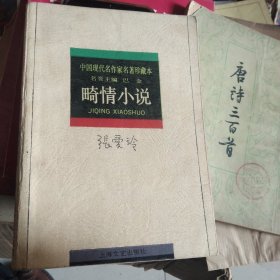 中国现代名作家名著珍藏本
名誉主编 巴 金
畸情小说
JIQING XIAOSHUO
張愛玲
上海文艺出版社
唐诗三百首